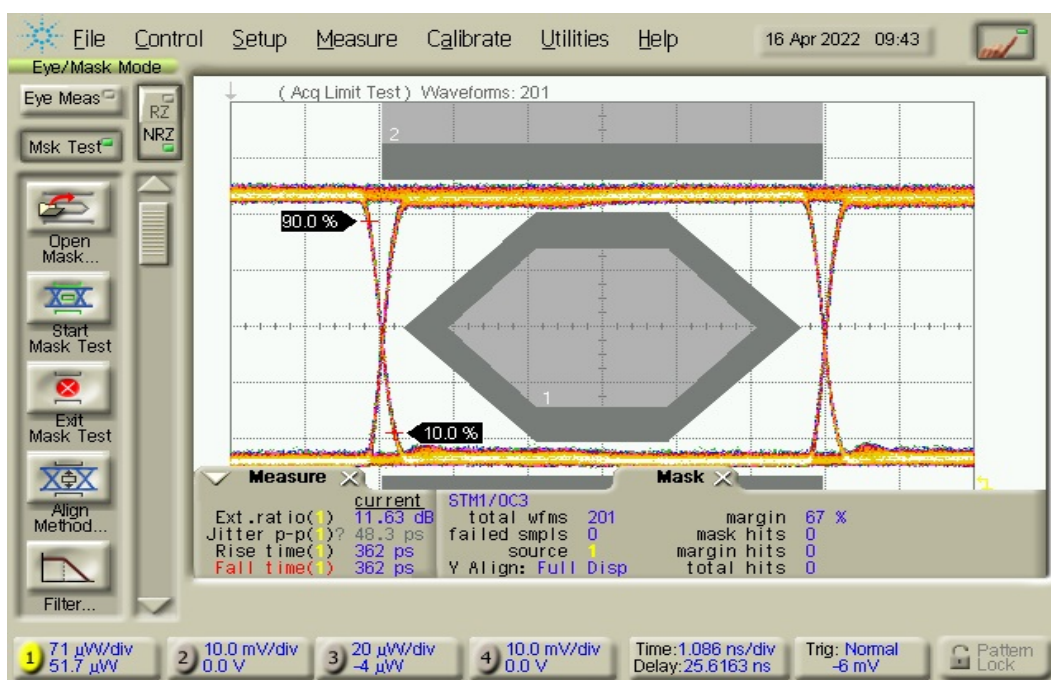 File Control Setup Measure Calibrate Utilities Help 16 Apr 2022 09:43
Eye/Mask Mode
Eye Meas
RZ
NRZ
Msk Test
( Acq Limit Test ) Waveforms: 201
2
90.0 %
Open
Mask...
Start
Mask Test
1
Exit
Mask Test
10.0 %
Align
Method...
Filter...
Measure
current
Ext.ratio(1) 11.63 dB
Jitter p-p(1)? 48.3 ps
Rise time(1) 362 ps
Fall time(1) 362 ps
Mask
STM1/OC3
total wfms 201 margin 67 %
failed smpls 0 mask hits 0
source 1 margin hits 0
Y Align: Full Disp total hits 0
1 71 µW/div
51.7 µW
2 10.0 mV/div
0.0 V
3 20 µW/div
-4 µW
4 10.0 mV/div
0.0 V
Time:1.086 ns/div
Delay:25.6163 ns
Trig: Normal
-6 mV
Pattern
Lock